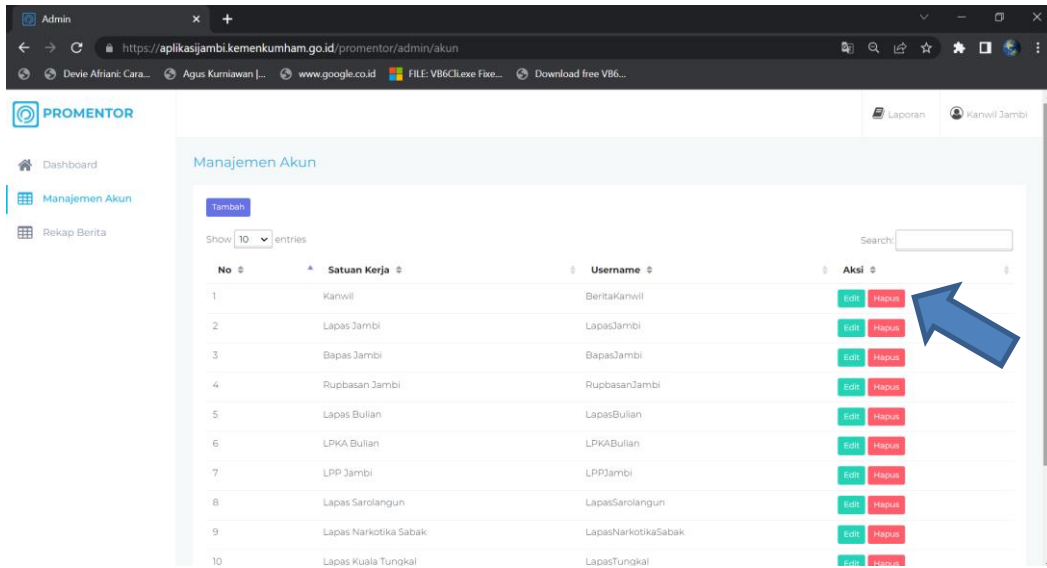 Admin
https://aplikasijambi.kemenkumham.go.id/promentor/admin/akun
Devie Afriani: Cara... Agus Kurniawan |... www.google.co.id FILE: VB6Cli.exe Fixe... Download free VB6...
PROMENTOR Laporan Kanwil Jambi
Dashboard
Manajemen Akun
Rekap Berita
Manajemen Akun
Tambah
Show 10 entries Search:
No Satuan Kerja Username Aksi
1 Kanwil BeritaKanwil Edit Hapus
2 Lapas Jambi LapasJambi Edit Hapus
3 Bapas Jambi BapasJambi Edit Hapus
4 Rupbasan Jambi RupbasanJambi Edit Hapus
5 Lapas Bulian LapasBulian Edit Hapus
6 LPKA Bulian LPKABulian Edit Hapus
7 LPP Jambi LPPJambi Edit Hapus
8 Lapas Sarolangun LapasSarolangun Edit Hapus
9 Lapas Narkotika Sabak LapasNarkotikaSabak Edit Hapus
10 Lapas Kuala Tungkal LapasTungkal Edit Hapus